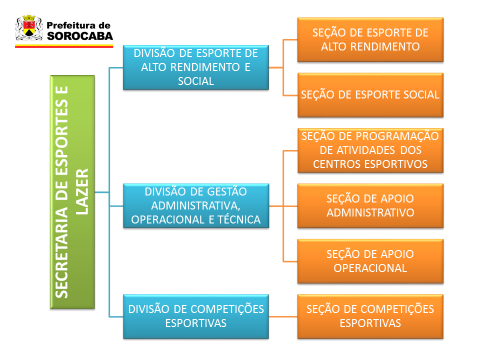 Prefeitura de
SOROCABA
SECRETARIA DE ESPORTES E
LAZER
DIVISÃO DE ESPORTE DE
ALTO RENDIMENTO E
SOCIAL
SEÇÃO DE ESPORTE DE
ALTO RENDIMENTO
SEÇÃO DE ESPORTE SOCIAL
DIVISÃO DE GESTÃO
ADMINISTRATIVA,
OPERACIONAL E TÉCNICA
SEÇÃO DE PROGRAMAÇÃO
DE ATIVIDADES DOS
CENTROS ESPORTIVOS
SEÇÃO DE APOIO
ADMINISTRATIVO
SEÇÃO DE APOIO
OPERACIONAL
DIVISÃO DE COMPETIÇÕES
ESPORTIVAS
SEÇÃO DE COMPETIÇÕES
ESPORTIVAS